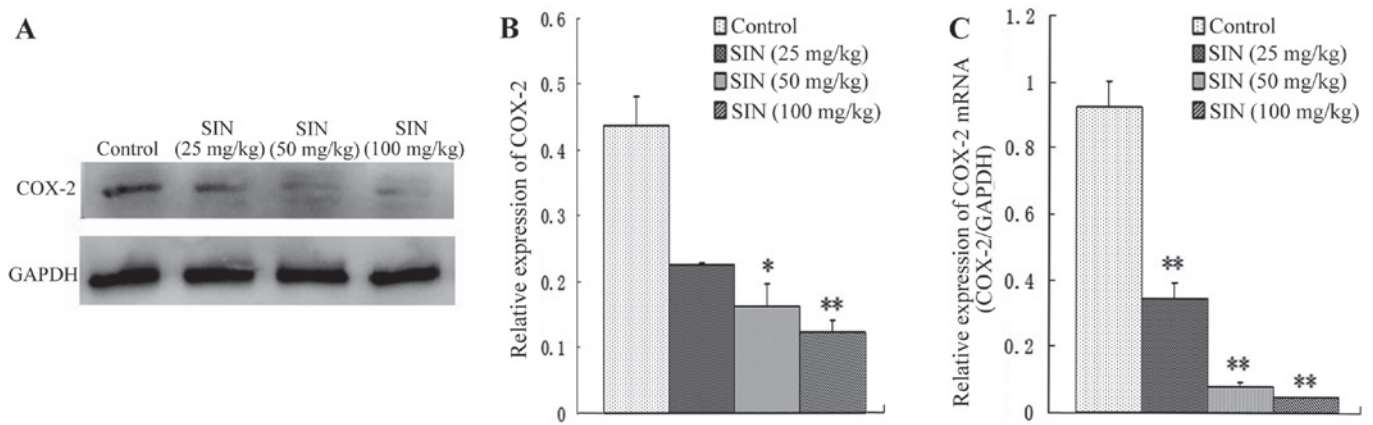 A
Control
SIN
(25 mg/kg)
SIN
(50 mg/kg)
SIN
(100 mg/kg)
COX-2
GAPDH
B
Relative expression of COX-2
0.6
0.5
0.4
0.3
0.2
0.1
0
Control
SIN (25 mg/kg)
SIN (50 mg/kg)
SIN (100 mg/kg)
*
**
C
Relative expression of COX-2 mRNA
(COX-2/GAPDH)
1.2
1
0.8
0.6
0.4
0.2
0
Control
SIN (25 mg/kg)
SIN (50 mg/kg)
SIN (100 mg/kg)
**
**
**